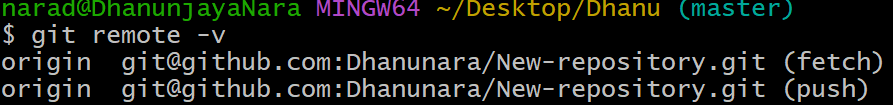 narad@DhanunjayaNara MINGW64 ~/Desktop/Dhanu (master)
$ git remote -v
origin  git@github.com:Dhanunara/New-repository.git (fetch)
origin  git@github.com:Dhanunara/New-repository.git (push)